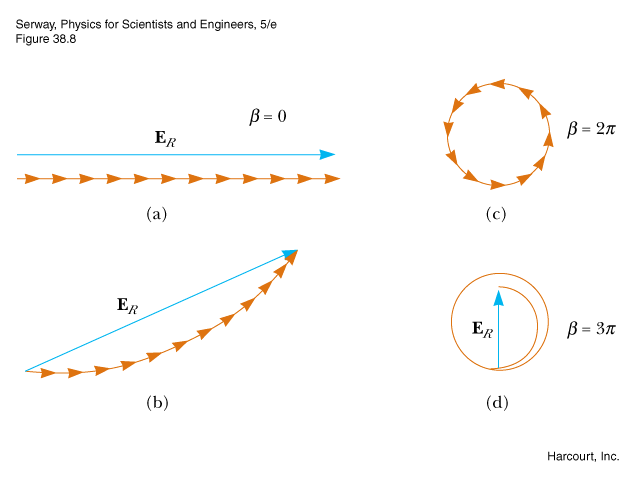 Serway, Physics for Scientists and Engineers, 5/e
Figure 38.8
β = 0
E_R
(a)
β = 2π
(c)
E_R
(b)
E_R
β = 3π
(d)
Harcourt, Inc.